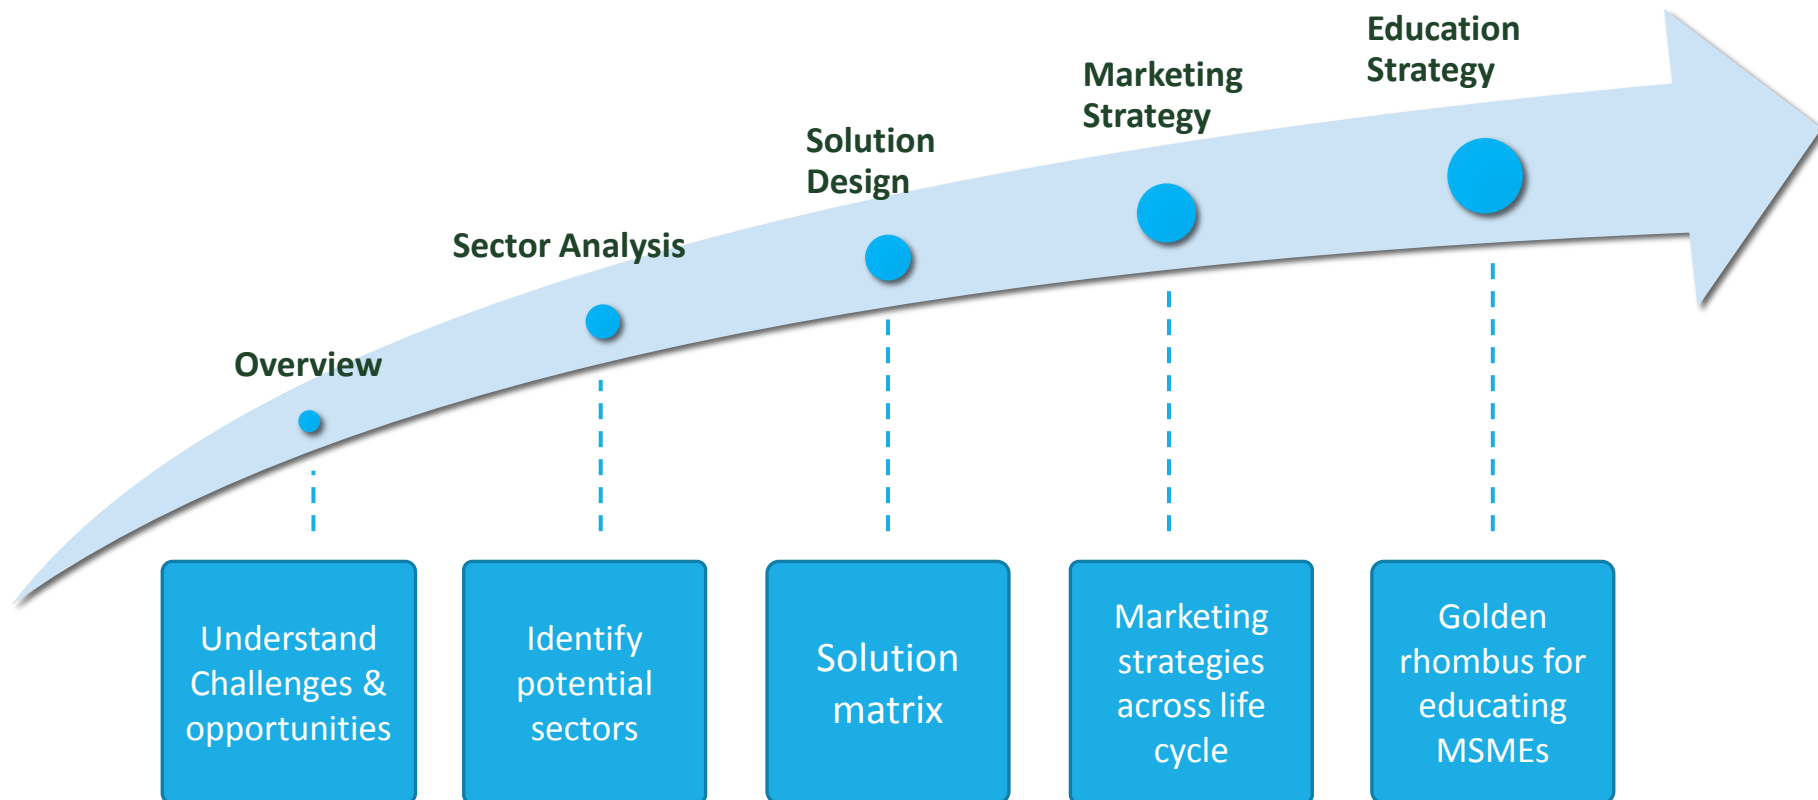 Education
Strategy
Marketing
Strategy
Solution
Design
Sector Analysis
Overview
Understand
Challenges &
opportunities
Identify
potential
sectors
Solution
matrix
Marketing
strategies
across life
cycle
Golden
rhombus for
educating
MSMEs